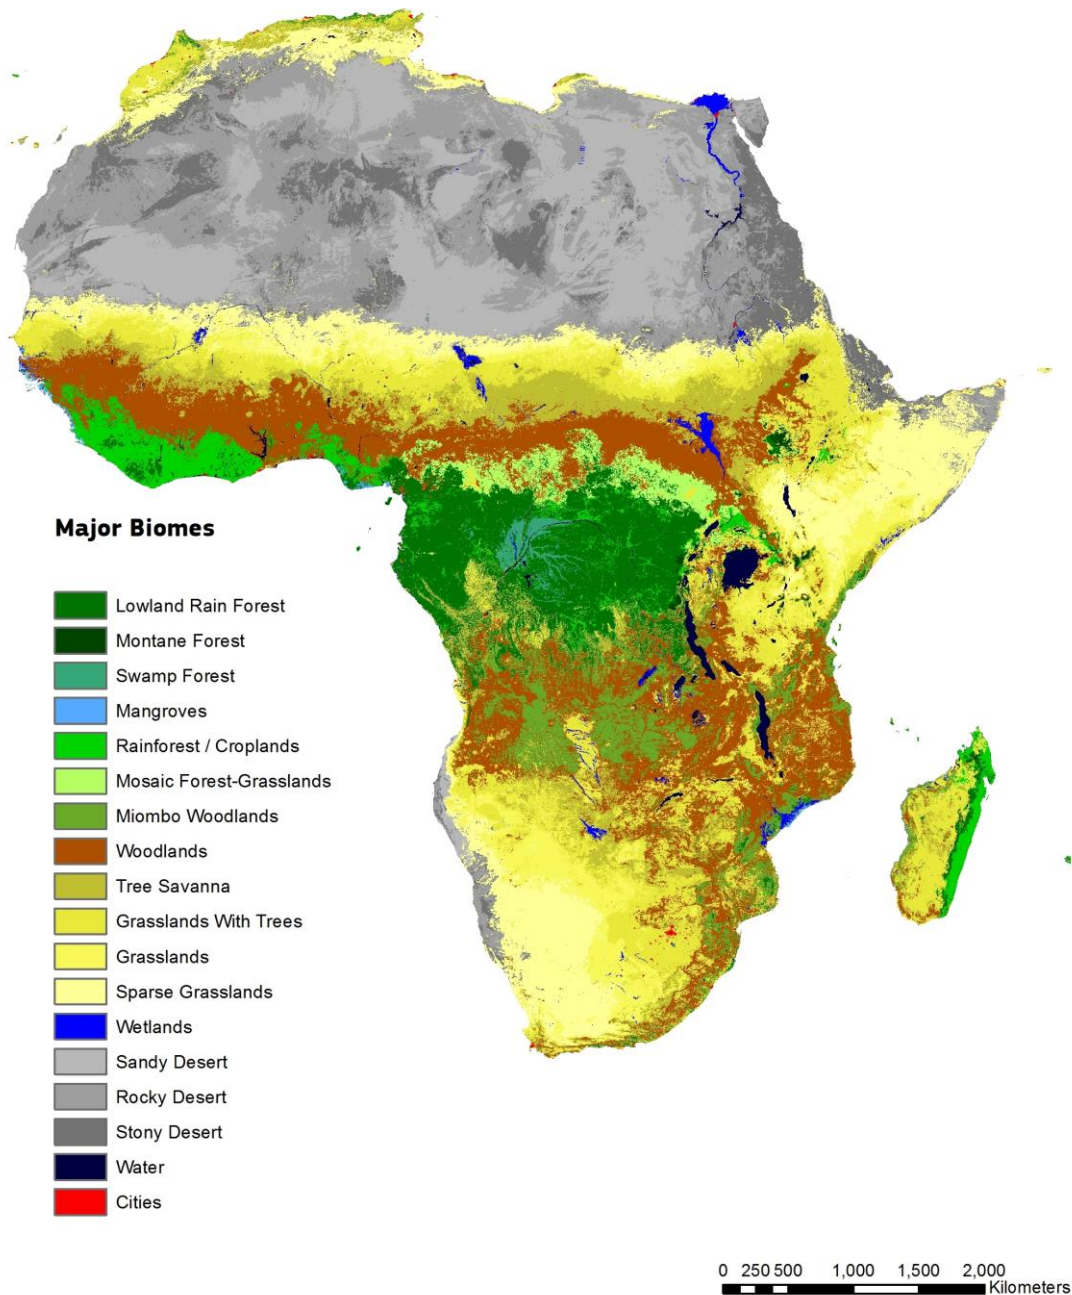 Major Biomes
Lowland Rain Forest
Montane Forest
Swamp Forest
Mangroves
Rainforest / Croplands
Mosaic Forest-Grasslands
Miombo Woodlands
Woodlands
Tree Savanna
Grasslands With Trees
Grasslands
Sparse Grasslands
Wetlands
Sandy Desert
Rocky Desert
Stony Desert
Water
Cities
0 250 500 1,000 1,500 2,000
Kilometers